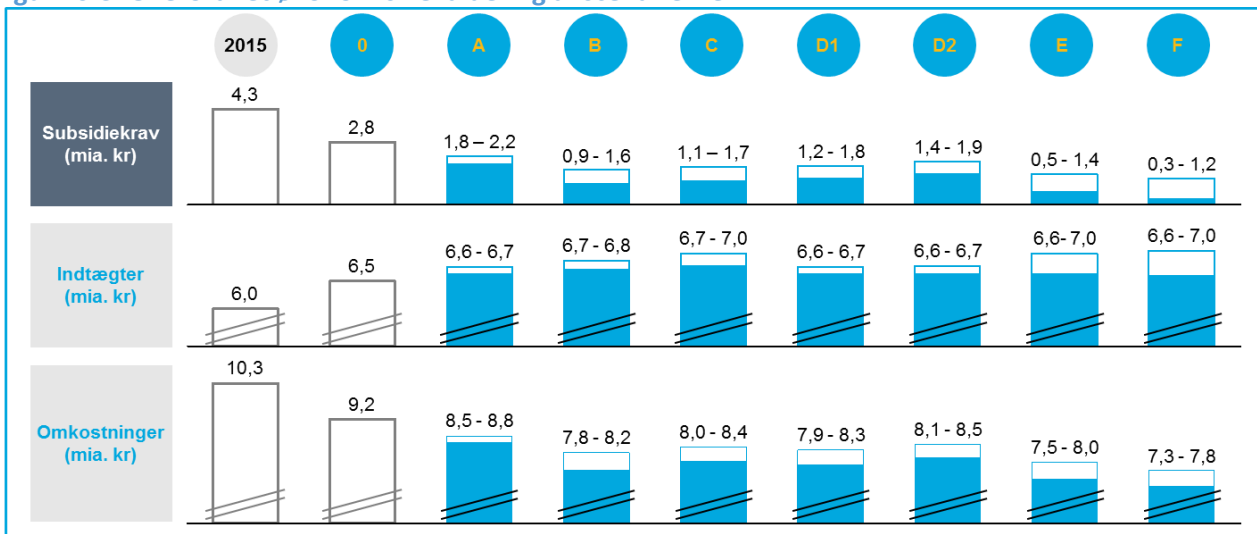 2015 0 A B C D1 D2 E F
Subsidiekrav
(mia. kr)
4,3 2,8 1,8 – 2,2 0,9 - 1,6 1,1 – 1,7 1,2 - 1,8 1,4 - 1,9 0,5 - 1,4 0,3 - 1,2
Indtægter
(mia. kr)
6,0 6,5 6,6 - 6,7 6,7 - 6,8 6,7 - 7,0 6,6 - 6,7 6,6 - 6,7 6,6- 7,0 6,6 - 7,0
Omkostninger
(mia. kr)
10,3 9,2 8,5 - 8,8 7,8 - 8,2 8,0 - 8,4 7,9 - 8,3 8,1 - 8,5 7,5 - 8,0 7,3 - 7,8